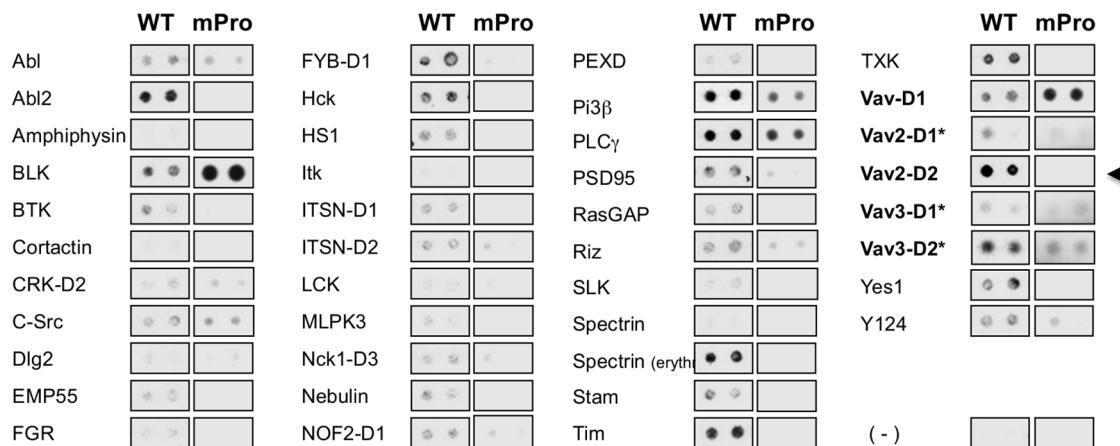 WT mPro WT mPro WT mPro WT mPro
Abl FYB-D1 PEXD TXK
Abl2 Hck Pi3β Vav-D1
Amphiphysin HS1 PLCγ Vav2-D1*
BLK Itk PSD95 Vav2-D2
BTK ITSN-D1 RasGAP Vav3-D1*
Cortactin ITSN-D2 Riz Vav3-D2*
CRK-D2 LCK SLK Yes1
C-Src MLPK3 Spectrin Y124
Dlg2 Nck1-D3 Spectrin (eryth
EMP55 Nebulin Stam
FGR NOF2-D1 Tim ( - )